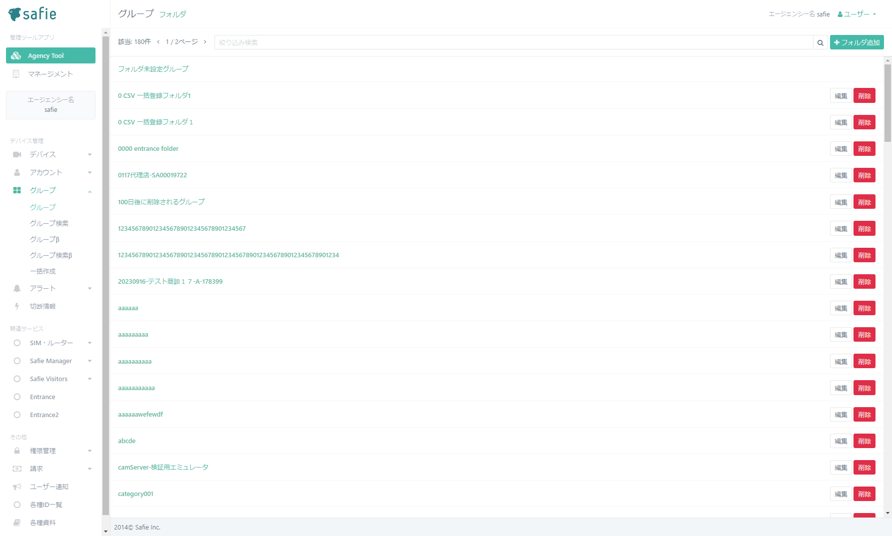 safie
管理ツールアプリ
Agency Tool
マネージメント
エージェンシー名
safie
デバイス管理
デバイス
アカウント
グループ
グループ
グループ検索
グループβ
グループ検索β
一括作成
アラート
切断情報
関連サービス
SIM・ルーター
Safie Manager
Safie Visitors
Entrance
Entrance2
その他
権限管理
請求
ユーザー通知
各種ID一覧
各種資料
グループ フォルダ
エージェンシー名 safie ユーザー
該当: 180件 1 / 2ページ 絞り込み検索 +フォルダ追加
フォルダ未設定グループ
0 CSV 一括登録フォルダ1 編集 削除
0 CSV 一括登録フォルダ１ 編集 削除
0000 entrance folder 編集 削除
0117代理店-SA00019722 編集 削除
100日後に削除されるグループ 編集 削除
1234567890123456789012345678901234567 編集 削除
1234567890123456789012345678901234567890123456789012345678901234 編集 削除
20230916-テスト商談１７-A-178399 編集 削除
aaaaaa 編集 削除
aaaaaaaaa 編集 削除
aaaaaaaaaa 編集 削除
aaaaaaaaaaa 編集 削除
aaaaaawefewdf 編集 削除
abcde 編集 削除
camServer-検証用エミュレータ 編集 削除
category001 編集 削除
2014© Safie Inc.